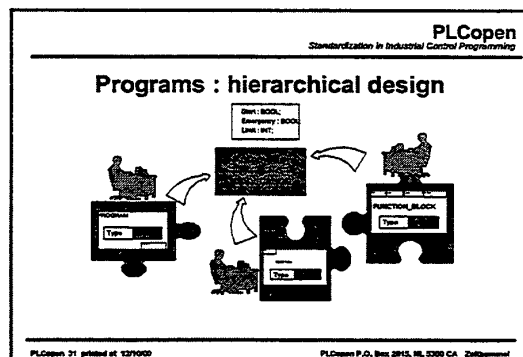 PLCopen
Standardization in Industrial Control Programming
Programs : hierarchical design
Start : BOOL;
Emergency : BOOL;
Limit : INT;
PROGRAM
Type
FUNCTION_BLOCK
Type
Type
PLCopen 31 printed at 12/10/00
PLCopen P.O. Box 2015, NL 5300 CA Zaltbommel